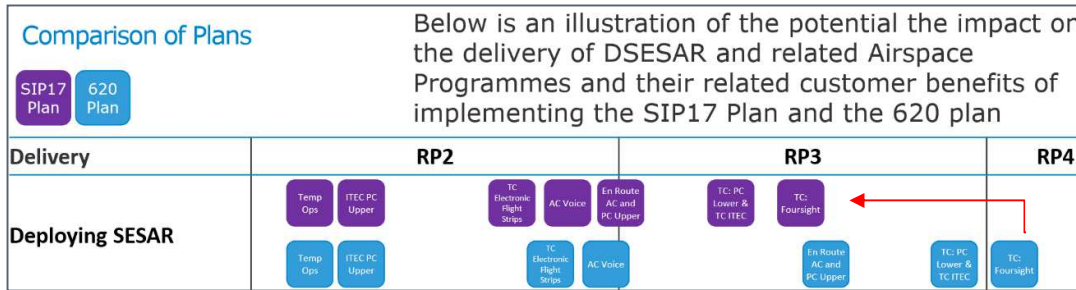 Comparison of Plans
SIP17
Plan
620
Plan
Below is an illustration of the potential the impact on
the delivery of DSESAR and related Airspace
Programmes and their related customer benefits of
implementing the SIP17 Plan and the 620 plan
Delivery
RP2
RP3
RP4
Deploying SESAR
Temp
Ops
ITEC PC
Upper
TC
Electronic
Flight
Strips
AC Voice
En Route
AC and
PC Upper
TC: PC
Lower &
TC ITEC
TC:
Foursight
Temp
Ops
ITEC PC
Upper
TC
Electronic
Flight
Strips
AC Voice
En Route
AC and
PC Upper
TC: PC
Lower &
TC ITEC
TC:
Foursight